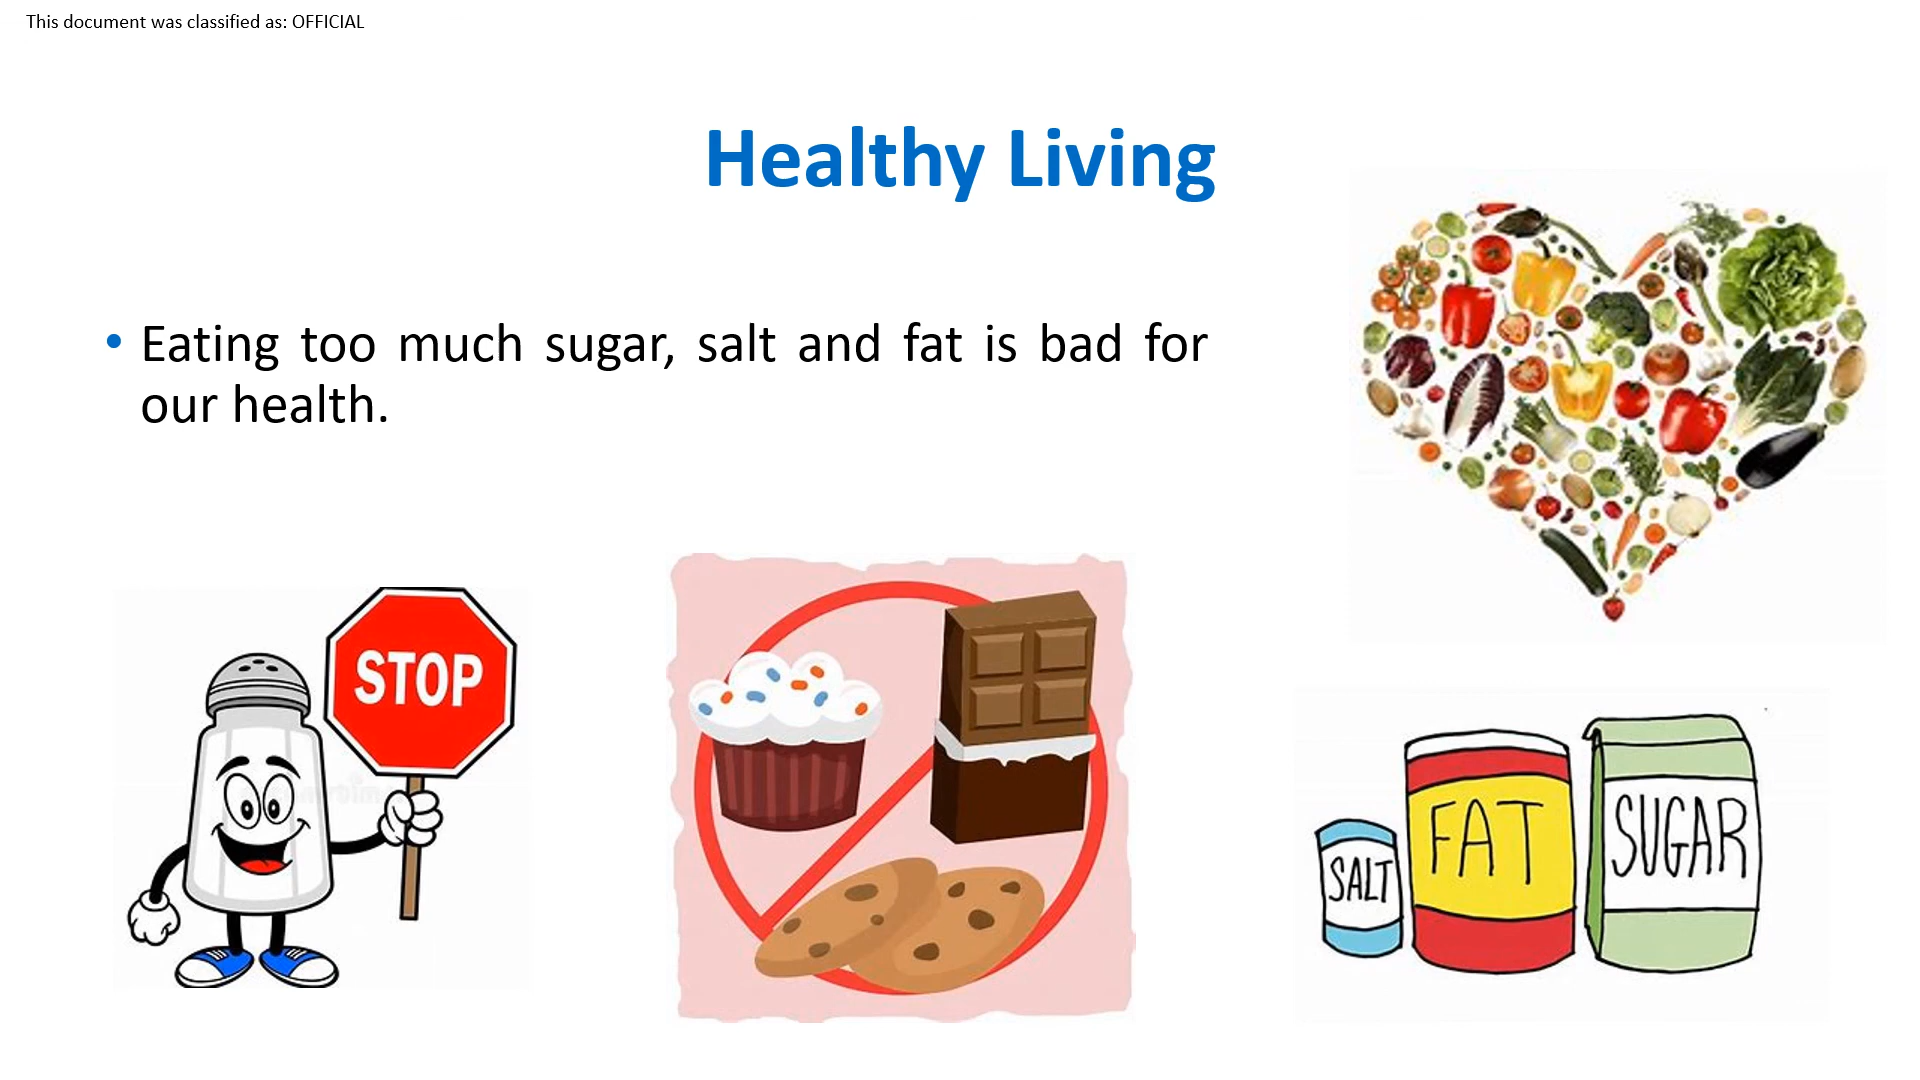 This document was classified as: OFFICIAL
Healthy Living
• Eating too much sugar, salt and fat is bad for
our health.
STOP
SALT
FAT
SUGAR